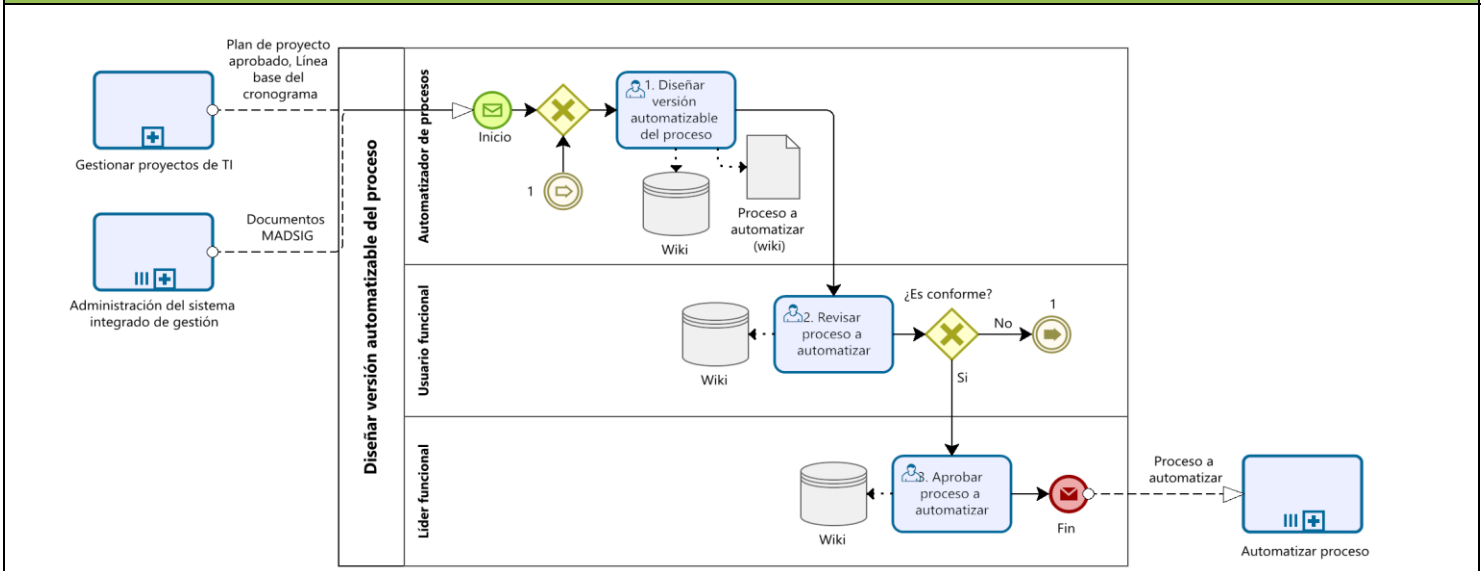 Plan de proyecto
aprobado, Línea
base del
cronograma
Gestionar proyectos de TI
Documentos
MADSIG
Administración del sistema
integrado de gestión
Diseñar versión automatizable del proceso
Automatizador de procesos
Inicio
1
1. Diseñar
versión
automatizable
del proceso
Wiki
Proceso a
automatizar
(wiki)
Usuario funcional
Wiki
2. Revisar
proceso a
automatizar
¿Es conforme?
No
1
Si
Líder funcional
Wiki
3. Aprobar
proceso a
automatizar
Fin
Proceso a
automatizar
Automatizar proceso